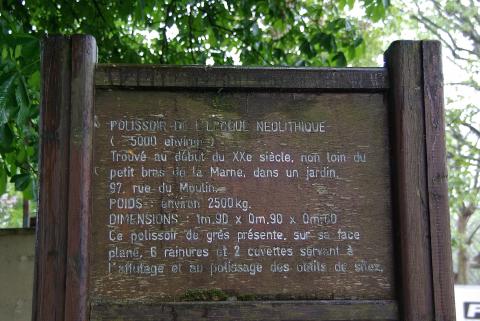 POLISSOIR DE L'EPOQUE NEOLITHIQUE
( 5000 environ )
Trouvé au début du XXe siècle, non loin du
petit bras de la Marne, dans un jardin,
97, rue du Moulin.
POIDS : environ 2500kg.
DIMENSIONS : 1m.90 x 0m.90 x 0m.60
Ce polissoir de grés présente, sur sa face
plane, 6 rainures et 2 cuvettes servant à
l'affutage et au polissage des outils de silex.